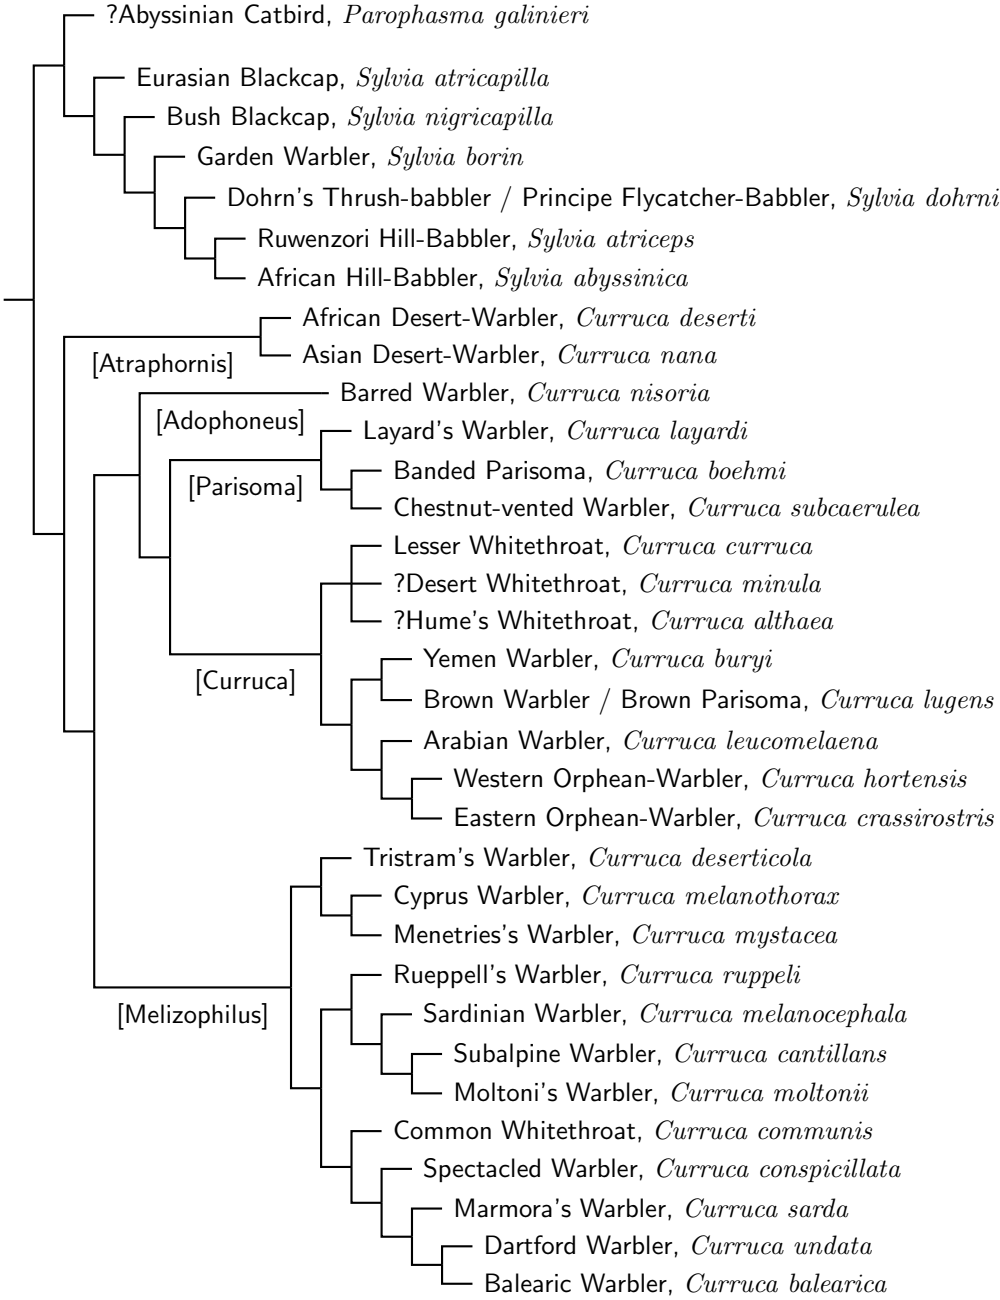 ?Abyssinian Catbird, Parophasma galinieri
Eurasian Blackcap, Sylvia atricapilla
Bush Blackcap, Sylvia nigricapilla
Garden Warbler, Sylvia borin
Dohrn's Thrush-babbler / Principe Flycatcher-Babbler, Sylvia dohrni
Ruwenzori Hill-Babbler, Sylvia atriceps
African Hill-Babbler, Sylvia abyssinica
African Desert-Warbler, Curruca deserti
Asian Desert-Warbler, Curruca nana
[Atraphornis]
Barred Warbler, Curruca nisoria
[Adophoneus]
Layard's Warbler, Curruca layardi
Banded Parisoma, Curruca boehmi
[Parisoma]
Chestnut-vented Warbler, Curruca subcaerulea
Lesser Whitethroat, Curruca curruca
?Desert Whitethroat, Curruca minula
?Hume's Whitethroat, Curruca althaea
Yemen Warbler, Curruca buryi
[Curruca]
Brown Warbler / Brown Parisoma, Curruca lugens
Arabian Warbler, Curruca leucomelaena
Western Orphean-Warbler, Curruca hortensis
Eastern Orphean-Warbler, Curruca crassirostris
Tristram's Warbler, Curruca deserticola
Cyprus Warbler, Curruca melanothorax
Menetries's Warbler, Curruca mystacea
Rueppell's Warbler, Curruca ruppeli
[Melizophilus]
Sardinian Warbler, Curruca melanocephala
Subalpine Warbler, Curruca cantillans
Moltoni's Warbler, Curruca moltonii
Common Whitethroat, Curruca communis
Spectacled Warbler, Curruca conspicillata
Marmora's Warbler, Curruca sarda
Dartford Warbler, Curruca undata
Balearic Warbler, Curruca balearica